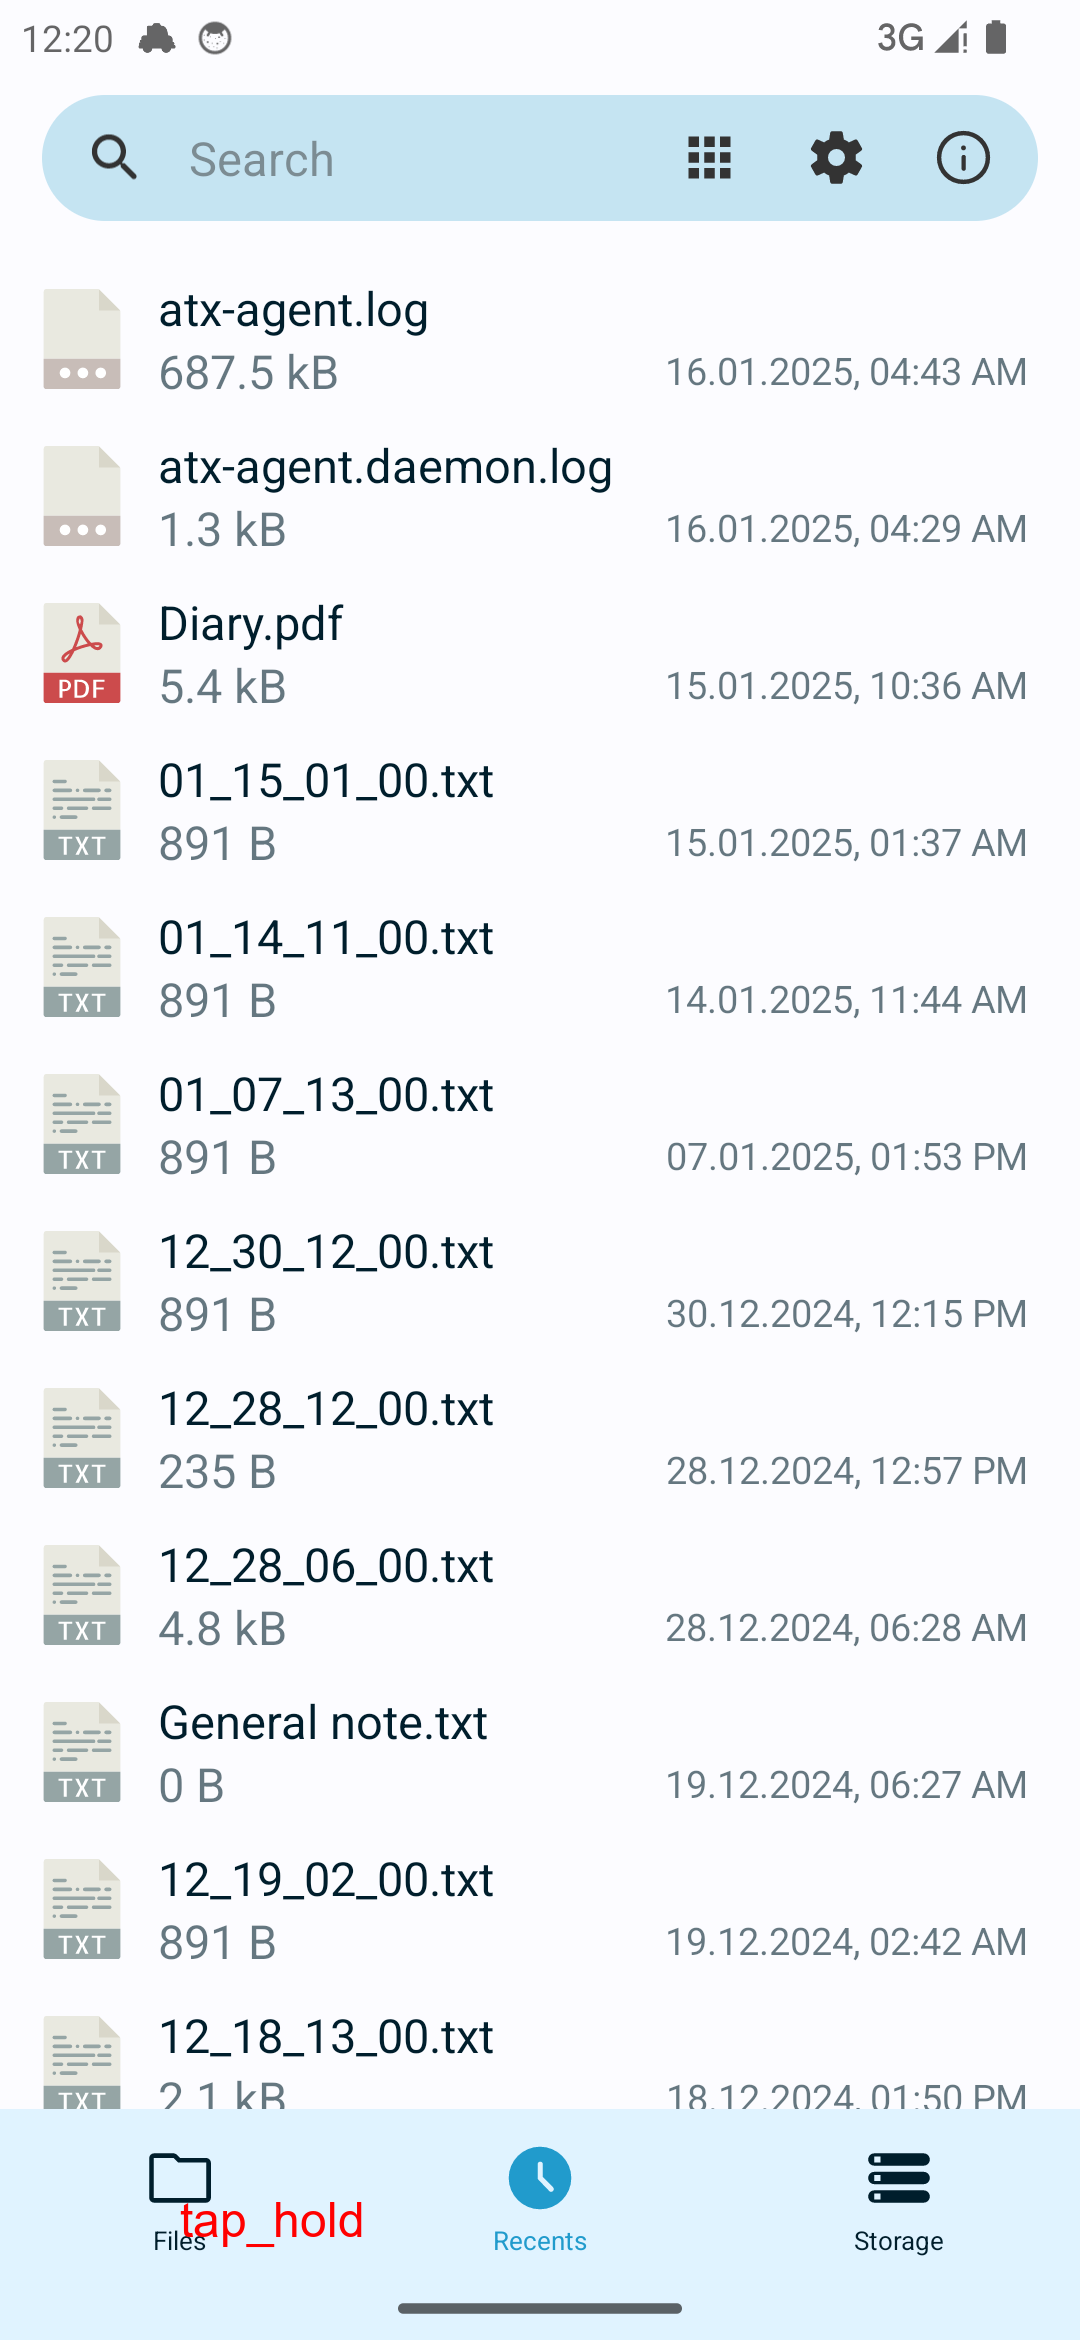 12:20
3G
Search
atx-agent.log
687.5 kB
16.01.2025, 04:43 AM
atx-agent.daemon.log
1.3 kB
16.01.2025, 04:29 AM
Diary.pdf
PDF
5.4 kB
15.01.2025, 10:36 AM
01_15_01_00.txt
TXT
891 B
15.01.2025, 01:37 AM
01_14_11_00.txt
TXT
891 B
14.01.2025, 11:44 AM
01_07_13_00.txt
TXT
891 B
07.01.2025, 01:53 PM
12_30_12_00.txt
TXT
891 B
30.12.2024, 12:15 PM
12_28_12_00.txt
TXT
235 B
28.12.2024, 12:57 PM
12_28_06_00.txt
TXT
4.8 kB
28.12.2024, 06:28 AM
General note.txt
TXT
0 B
19.12.2024, 06:27 AM
12_19_02_00.txt
TXT
891 B
19.12.2024, 02:42 AM
12_18_13_00.txt
TXT
2.1 kB
18.12.2024, 01:50 PM
tap_hold
Files
Recents
Storage